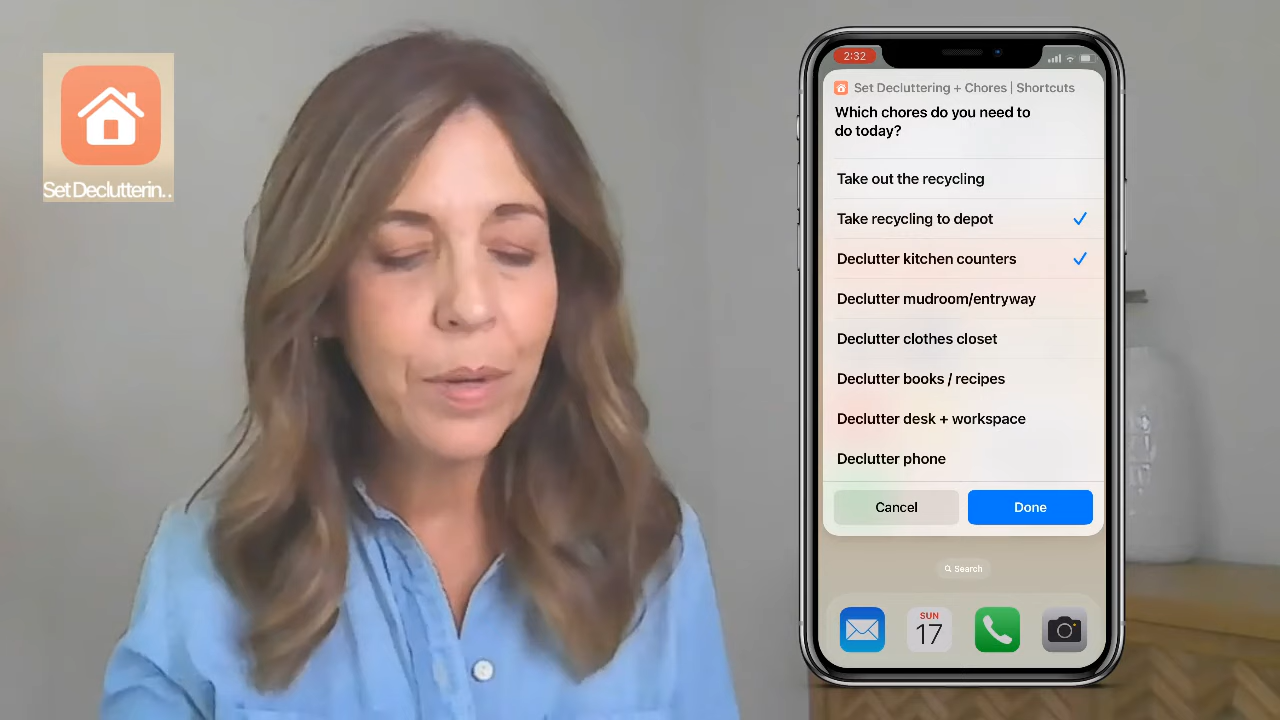 Set Declutterin..
2:32
Set Decluttering + Chores | Shortcuts
Which chores do you need to
do today?
Take out the recycling
Take recycling to depot
Declutter kitchen counters
Declutter mudroom/entryway
Declutter clothes closet
Declutter books / recipes
Declutter desk + workspace
Declutter phone
Cancel
Done
Search
SUN
17